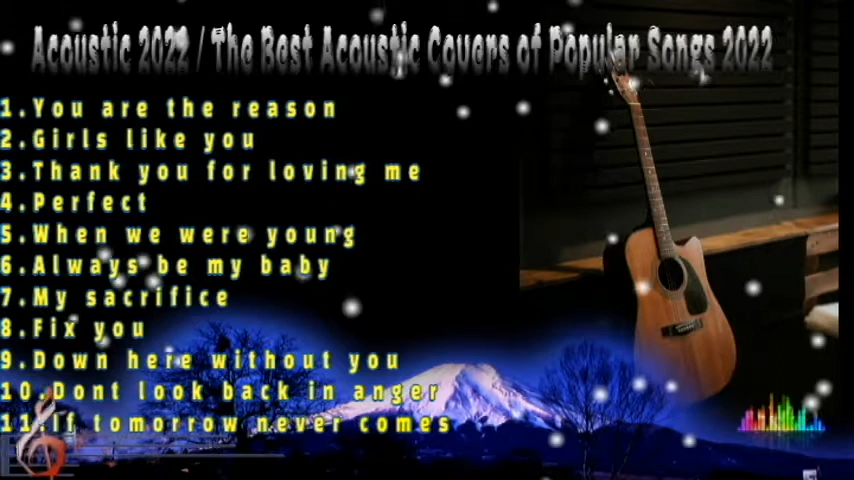 Acoustic 2022 / The Best Acoustic Covers of Popular Songs 2022
1.You are the reason
2.Girls like you
3.Thank you for loving me
4.Perfect
5.When we were young
6.Always be my baby
7.My sacrifice
8.Fix you
9.Down here without you
10.Dont look back in anger
11.If tomorrow never comes